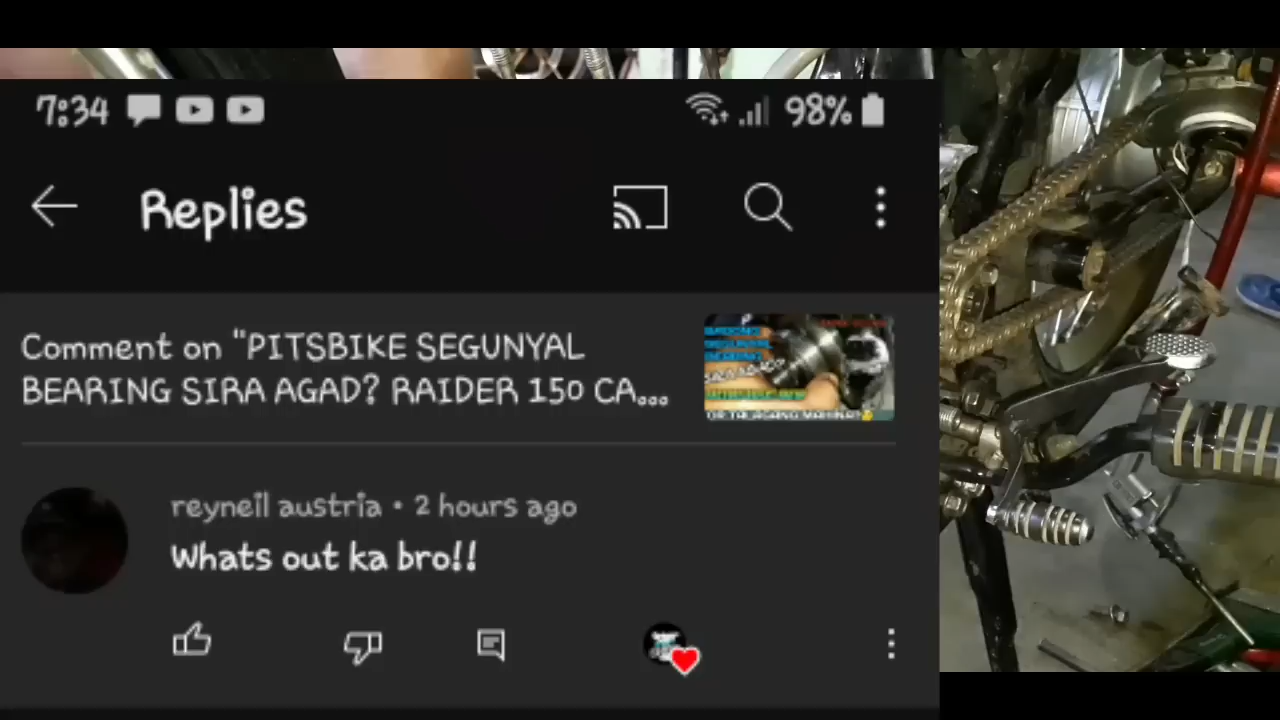 7:34
98%
Replies
Comment on "PITSBIKE SEGUNYAL
BEARING SIRA AGAD? RAIDER 150 CA...
reyneil austria • 2 hours ago
Whats out ka bro!!